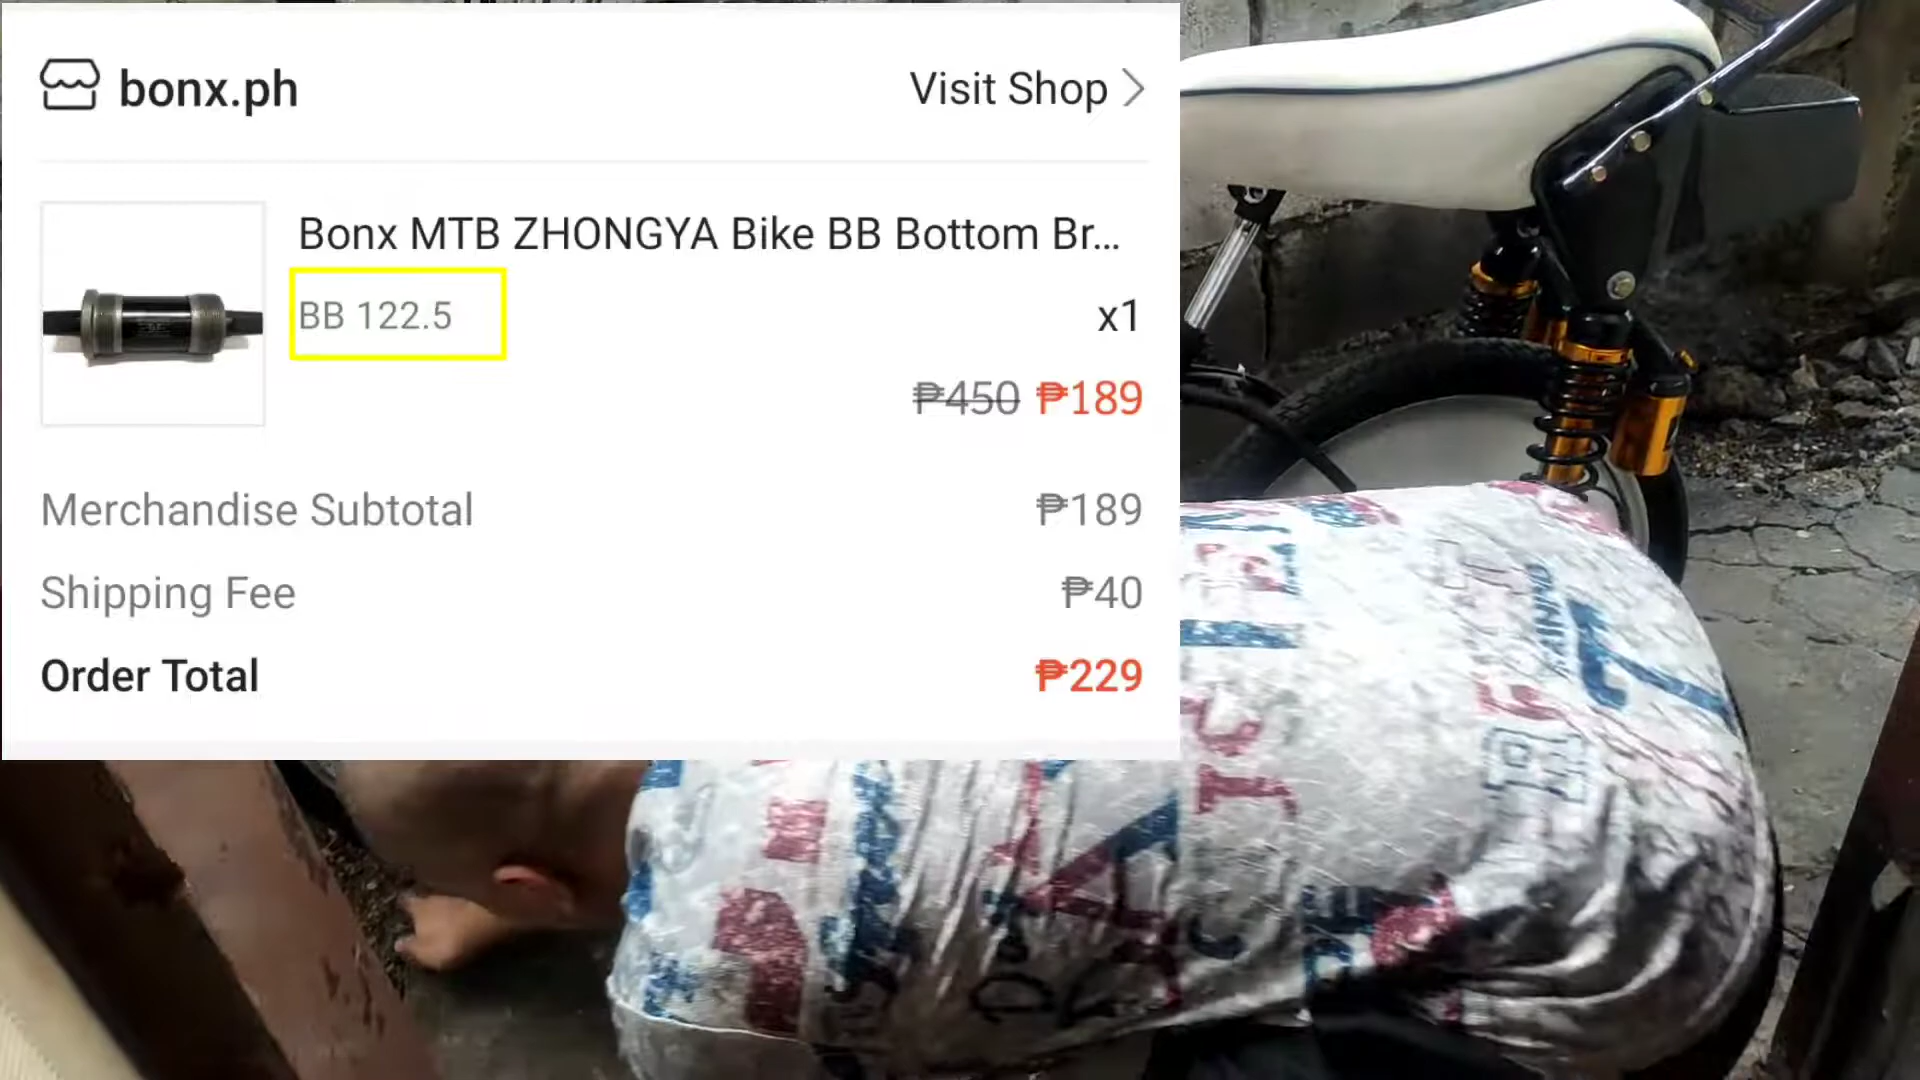 bonx.ph
Visit Shop
Bonx MTB ZHONGYA Bike BB Bottom Br...
BB 122.5
x1
₱450 ₱189
Merchandise Subtotal
₱189
Shipping Fee
₱40
Order Total
₱229